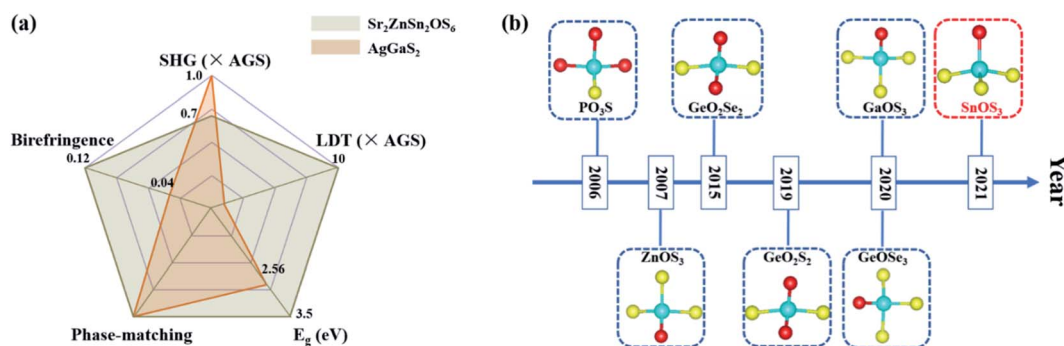 (a)
Sr₂ZnSn₂OS₆
AgGaS₂
SHG (× AGS)
1.0
0.7
Birefringence
0.12
0.04
LDT (× AGS)
10
2.56
3.5
Phase-matching
E_g (eV)
(b)
PO₃S
GeO₂Se₂
GaOS₃
SnOS₃
2006
2007
2015
2019
2020
2021
Year
ZnOS₃
GeO₂S₂
GeOSe₃